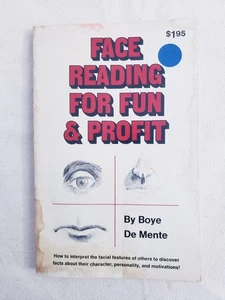 $1.95
FACE
READING
FOR FUN
& PROFIT
By Boye
De Mente
How to interpret the facial features of others to discover
facts about their character, personality, and motivations!